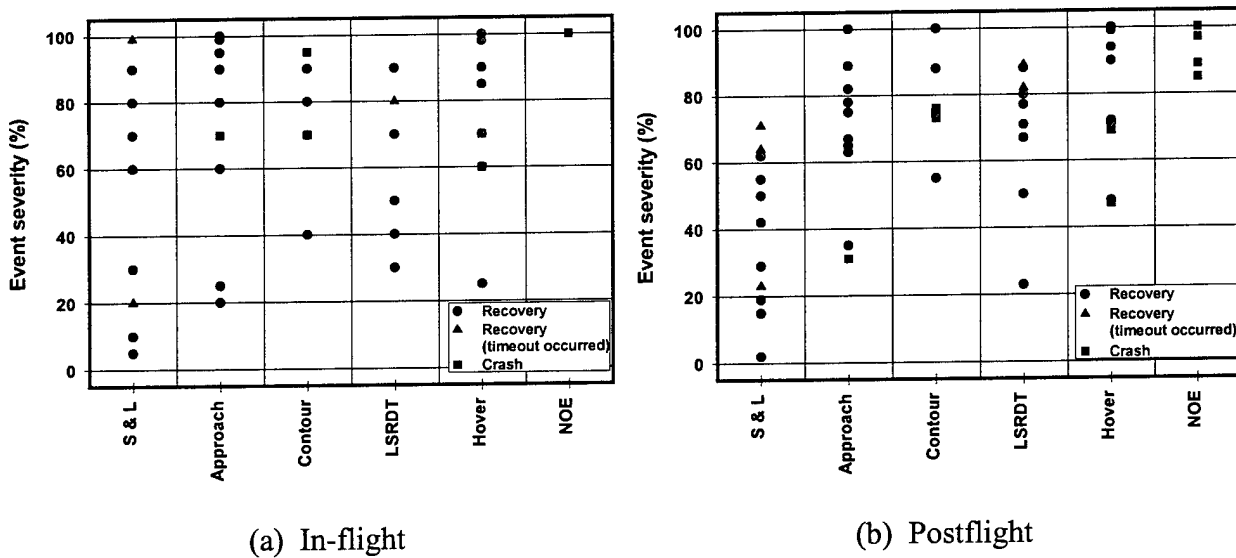 Event severity (%)
100
80
60
40
20
0
Recovery
Recovery
(timeout occurred)
Crash
S & L
Approach
Contour
LSRDT
Hover
NOE
(a) In-flight
Event severity (%)
100
80
60
40
20
0
Recovery
Recovery
(timeout occurred)
Crash
S & L
Approach
Contour
LSRDT
Hover
NOE
(b) Postflight